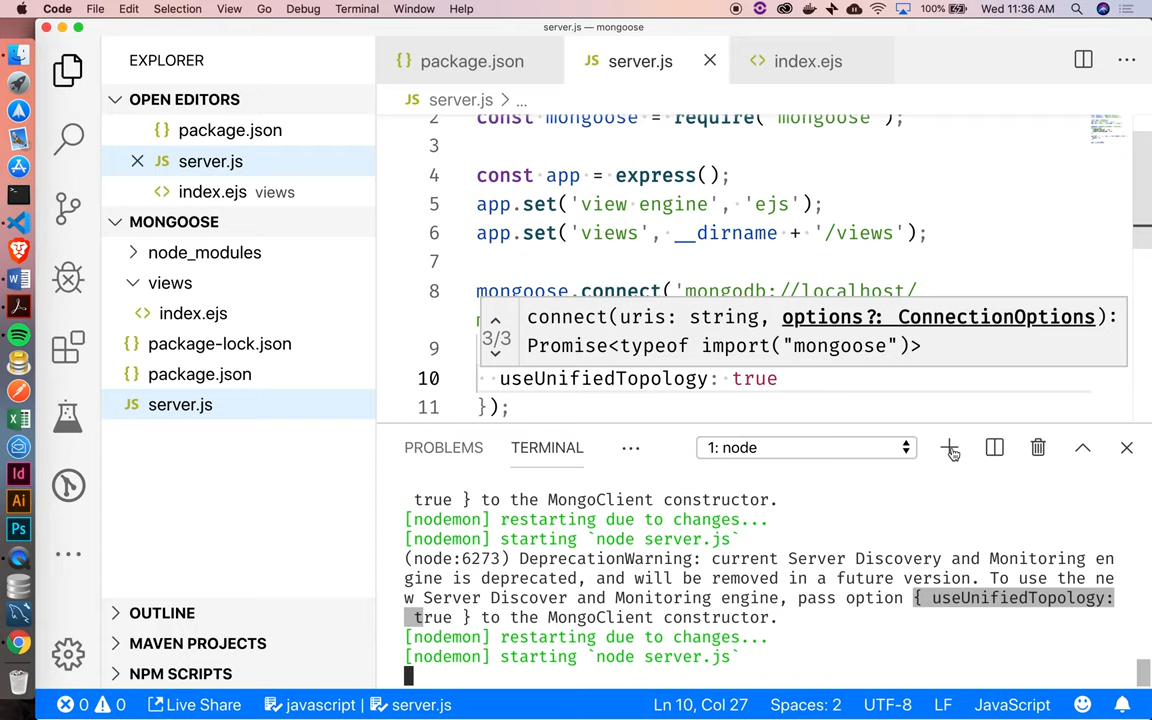 Code File Edit Selection View Go Debug Terminal Window Help 100% Wed 11:36 AM
server.js — mongoose
EXPLORER
{} package.json
JS server.js
<> index.ejs
OPEN EDITORS
{} package.json
JS server.js
<> index.ejs views
MONGOOSE
node_modules
views
<> index.ejs
{} package-lock.json
{} package.json
JS server.js
OUTLINE
MAVEN PROJECTS
NPM SCRIPTS
JS server.js > ...
2 const mongoose = require('mongoose');
3
4 const app = express();
5 app.set('view engine', 'ejs');
6 app.set('views', __dirname + '/views');
7
8 mongoose.connect('mongodb://localhost/
3/3 connect(uris: string, options?: ConnectionOptions):
Promise<typeof import("mongoose")>
9
10 useUnifiedTopology: true
11 });
PROBLEMS TERMINAL ... 1: node
true } to the MongoClient constructor.
[nodemon] restarting due to changes...
[nodemon] starting `node server.js`
(node:6273) DeprecationWarning: current Server Discovery and Monitoring en
gine is deprecated, and will be removed in a future version. To use the ne
w Server Discover and Monitoring engine, pass option { useUnifiedTopology:
true } to the MongoClient constructor.
[nodemon] restarting due to changes...
[nodemon] starting `node server.js`
0 0 Live Share javascript | server.js Ln 10, Col 27 Spaces: 2 UTF-8 LF JavaScript
W
X
Id
Ai
Ps